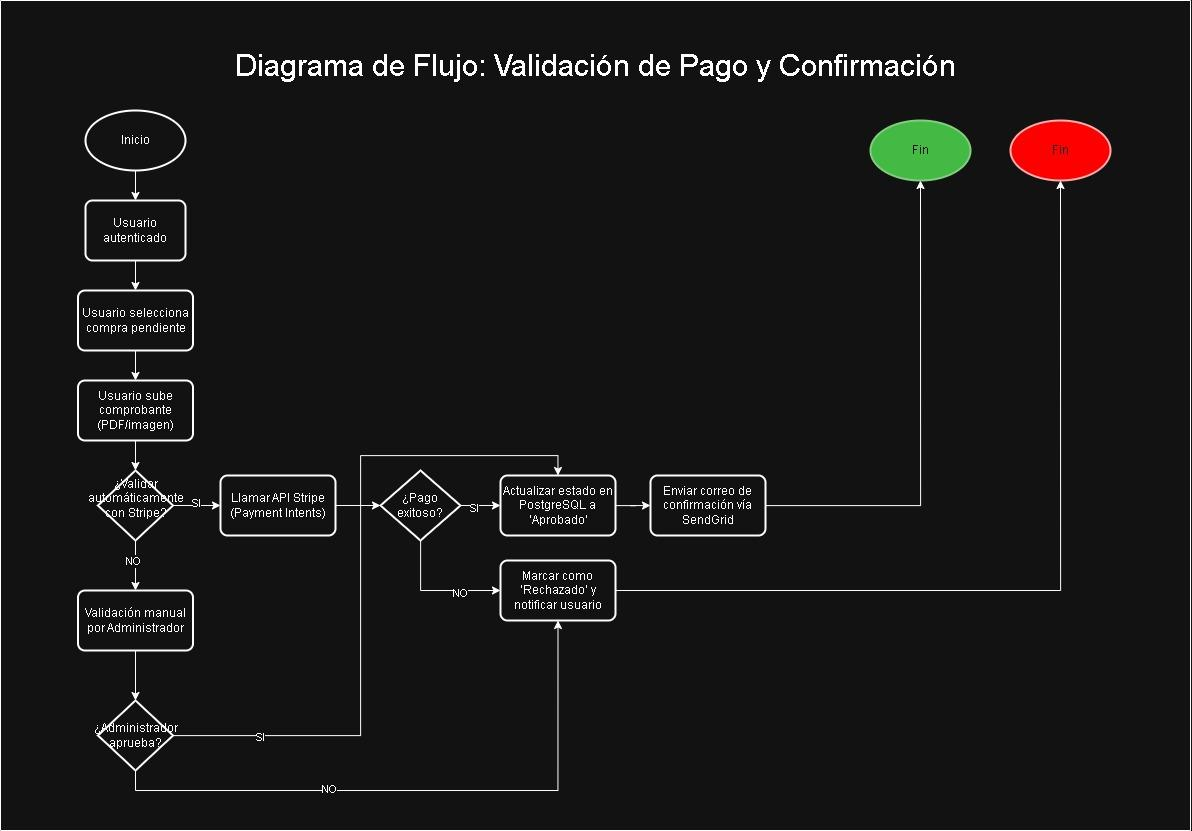 Diagrama de Flujo: Validación de Pago y Confirmación
Inicio
Fin
Fin
Usuario
autenticado
Usuario selecciona
compra pendiente
Usuario sube
comprobante
(PDF/imagen)
¿Validar
automáticamente
con Stripe?
SI
Llamar API Stripe
(Payment Intents)
¿Pago
exitoso?
SI
Actualizar estado en
PostgreSQL a
'Aprobado'
Enviar correo de
confirmación vía
SendGrid
NO
NO
Marcar como
'Rechazado' y
notificar usuario
Validación manual
por Administrador
¿Administrador
aprueba?
SI
NO